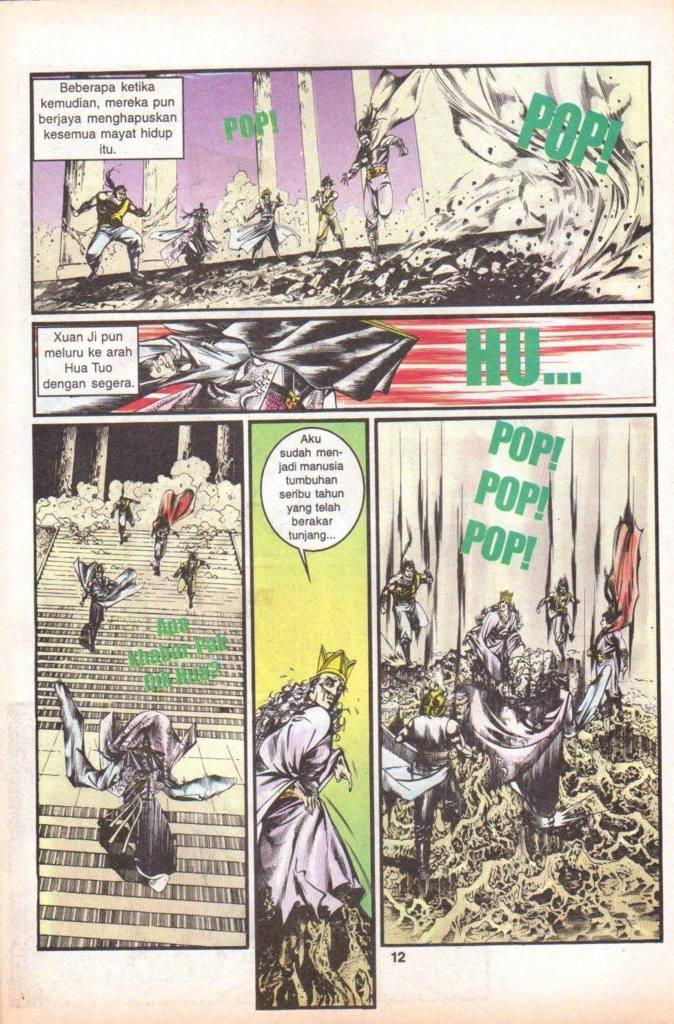 Beberapa ketika
kemudian, mereka pun
berjaya menghapuskan
kesemua mayat hidup
itu.
POP!
POP!
Xuan Ji pun
meluru ke arah
Hua Tuo
dengan segera.
HU...
Apa
Khabar Pak
Cik Hua?
Aku
sudah men-
jadi manusia
tumbuhan
seribu tahun
yang telah
berakar
tunjang...
POP!
POP!
POP!
12